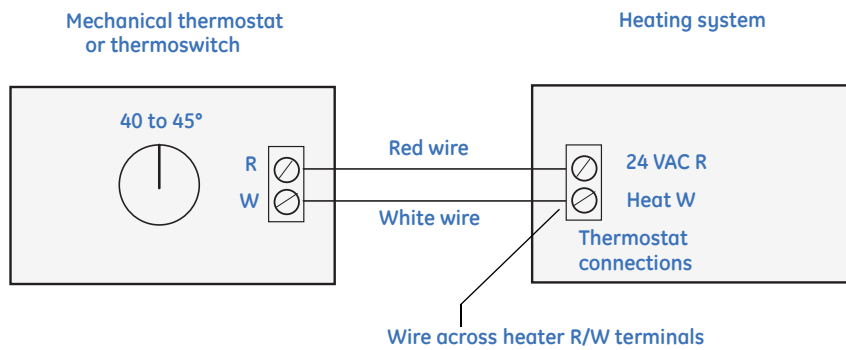 Mechanical thermostat
or thermoswitch
Heating system
40 to 45°
R
W
Red wire
White wire
24 VAC R
Heat W
Thermostat
connections
Wire across heater R/W terminals